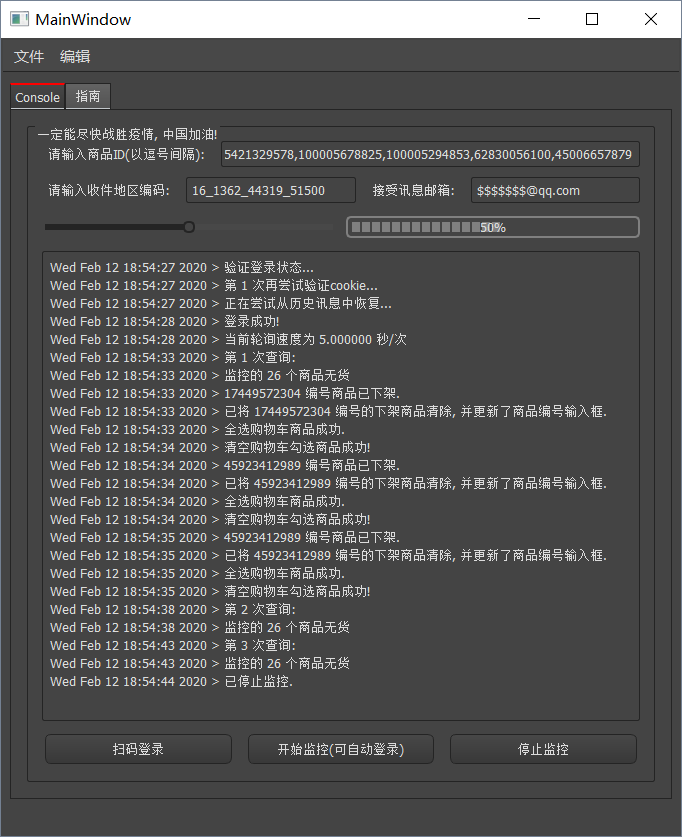 MainWindow
文件 编辑
Console 指南
一定能尽快战胜疫情, 中国加油!
请输入商品ID(以逗号间隔): 5421329578,100005678825,100005294853,62830056100,45006657879
请输入收件地区编码: 16_1362_44319_51500 接受讯息邮箱: $$$$$$$@qq.com
50%
Wed Feb 12 18:54:27 2020 > 验证登录状态...
Wed Feb 12 18:54:27 2020 > 第 1 次再尝试验证cookie...
Wed Feb 12 18:54:27 2020 > 正在尝试从历史讯息中恢复...
Wed Feb 12 18:54:28 2020 > 登录成功!
Wed Feb 12 18:54:28 2020 > 当前轮询速度为 5.000000 秒/次
Wed Feb 12 18:54:33 2020 > 第 1 次查询:
Wed Feb 12 18:54:33 2020 > 监控的 26 个商品无货
Wed Feb 12 18:54:33 2020 > 17449572304 编号商品已下架.
Wed Feb 12 18:54:33 2020 > 已将 17449572304 编号的下架商品清除, 并更新了商品编号输入框.
Wed Feb 12 18:54:33 2020 > 全选购物车商品成功.
Wed Feb 12 18:54:34 2020 > 清空购物车勾选商品成功!
Wed Feb 12 18:54:34 2020 > 45923412989 编号商品已下架.
Wed Feb 12 18:54:34 2020 > 已将 45923412989 编号的下架商品清除, 并更新了商品编号输入框.
Wed Feb 12 18:54:34 2020 > 全选购物车商品成功.
Wed Feb 12 18:54:34 2020 > 清空购物车勾选商品成功!
Wed Feb 12 18:54:35 2020 > 45923412989 编号商品已下架.
Wed Feb 12 18:54:35 2020 > 已将 45923412989 编号的下架商品清除, 并更新了商品编号输入框.
Wed Feb 12 18:54:35 2020 > 全选购物车商品成功.
Wed Feb 12 18:54:35 2020 > 清空购物车勾选商品成功!
Wed Feb 12 18:54:38 2020 > 第 2 次查询:
Wed Feb 12 18:54:38 2020 > 监控的 26 个商品无货
Wed Feb 12 18:54:43 2020 > 第 3 次查询:
Wed Feb 12 18:54:43 2020 > 监控的 26 个商品无货
Wed Feb 12 18:54:44 2020 > 已停止监控.
扫码登录 开始监控(可自动登录) 停止监控